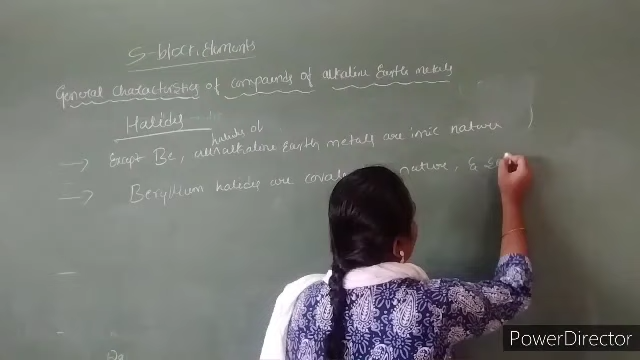 S-block elements
General characteristics of compounds of alkaline Earth metals
Halides
→ Except Be, all halides of alkaline Earth metals are ionic nature
→ Beryllium halides are covalent nature, &
PowerDirector